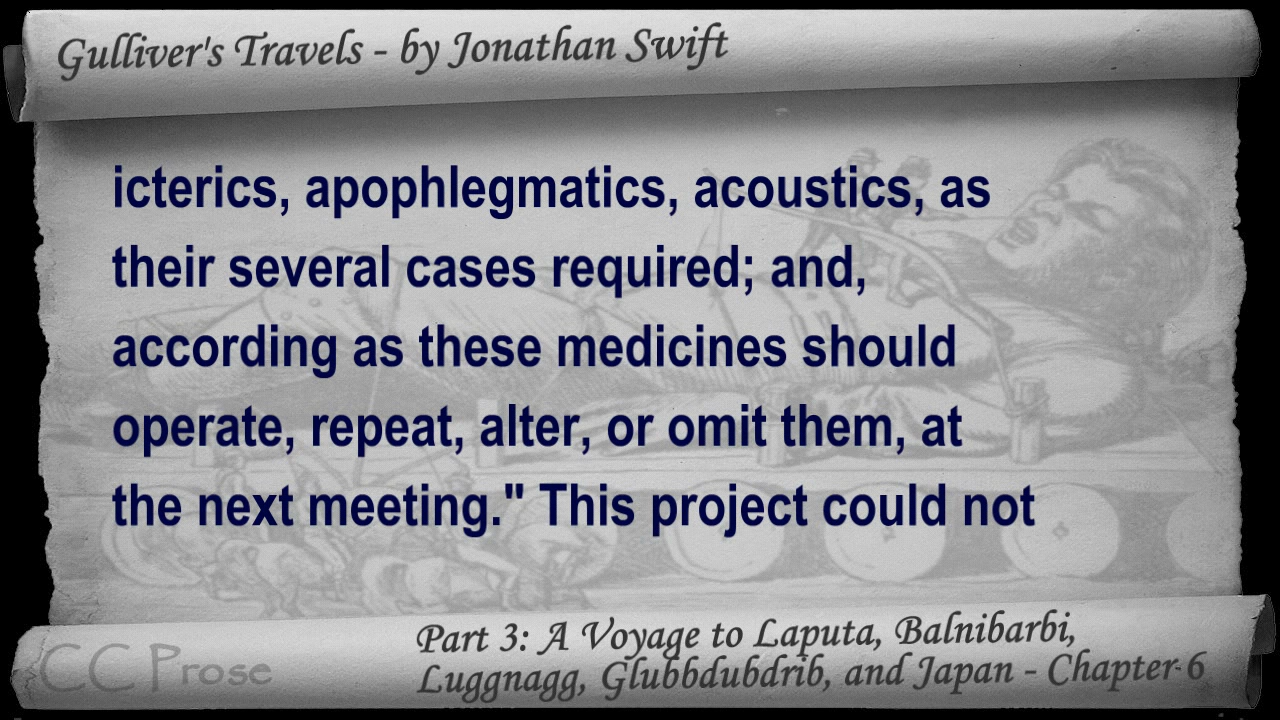 Gulliver's Travels - by Jonathan Swift
icterics, apophlegmatics, acoustics, as
their several cases required; and,
according as these medicines should
operate, repeat, alter, or omit them, at
the next meeting." This project could not
Part 3: A Voyage to Laputa, Balnibarbi,
Luggnagg, Glubbdubdrib, and Japan - Chapter 6
CC Prose